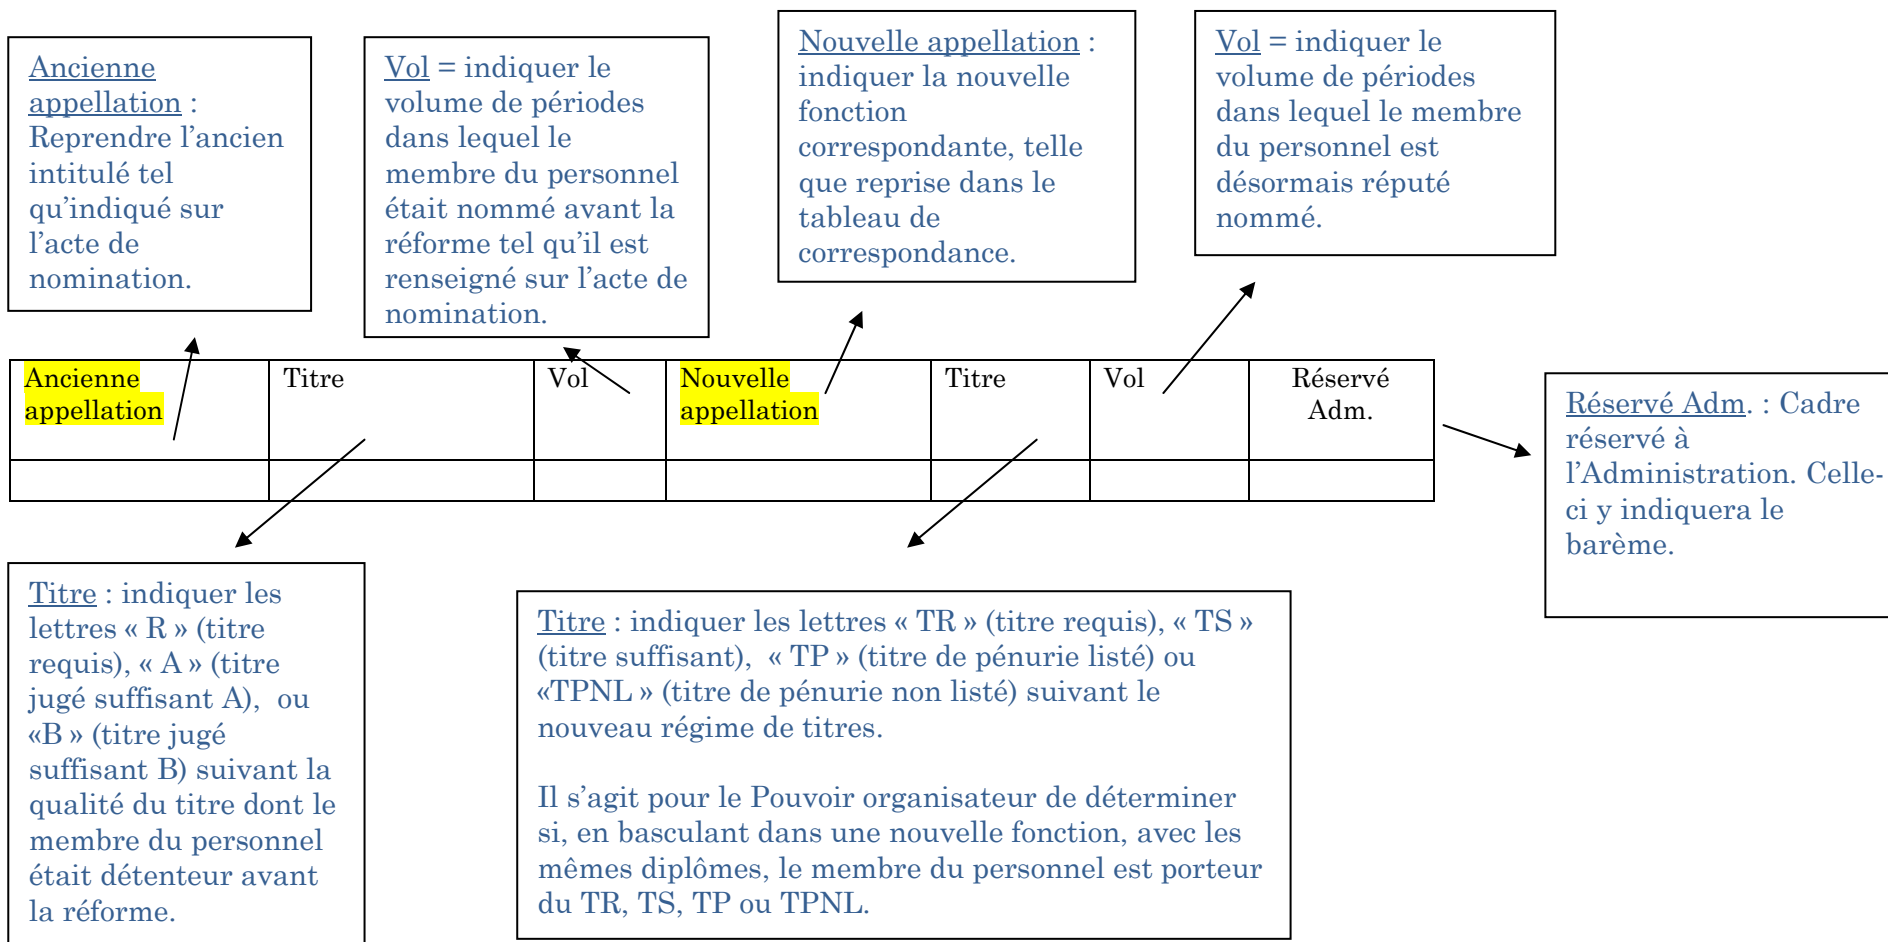 Ancienne
appellation :
Reprendre l’ancien
intitulé tel
qu’indiqué sur
l’acte de
nomination.
Vol = indiquer le
volume de périodes
dans lequel le
membre du personnel
était nommé avant la
réforme tel qu’il est
renseigné sur l’acte de
nomination.
Nouvelle appellation :
indiquer la nouvelle
fonction
correspondante, telle
que reprise dans le
tableau de
correspondance.
Vol = indiquer le
volume de périodes
dans lequel le membre
du personnel est
désormais réputé
nommé.
Ancienne
appellation
Titre
Vol
Nouvelle
appellation
Titre
Vol
Réservé
Adm.
Réservé Adm. : Cadre
réservé à
l’Administration. Celle-
ci y indiquera le
barème.
Titre : indiquer les
lettres « R » (titre
requis), « A » (titre
jugé suffisant A), ou
«B » (titre jugé
suffisant B) suivant la
qualité du titre dont le
membre du personnel
était détenteur avant
la réforme.
Titre : indiquer les lettres « TR » (titre requis), « TS »
(titre suffisant), « TP » (titre de pénurie listé) ou
«TPNL » (titre de pénurie non listé) suivant le
nouveau régime de titres.
Il s’agit pour le Pouvoir organisateur de déterminer
si, en basculant dans une nouvelle fonction, avec les
mêmes diplômes, le membre du personnel est porteur
du TR, TS, TP ou TPNL.